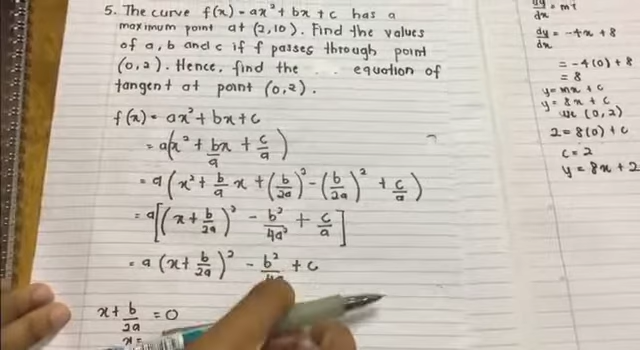 5. The curve f(x) = ax² + bx + c has a
maximum point at (2,10). Find the values
of a, b and c if f passes through point
(0,2). Hence, find the equation of
tangent at point (0,2).
f(x) = ax² + bx + c
= a(x² + bx/a + c/a)
= a(x² + b/a x + (b/2a)² - (b/2a)² + c/a)
= a[(x + b/2a)² - b²/4a² + c/a]
= a(x + b/2a)² - b²/4a + c
x + b/2a = 0
x =
dy/dx = -4x + 8
= -4(0) + 8
= 8
y = mx + c
y = 8x + c
(0,2)
2 = 8(0) + c
c = 2
y = 8x + 2